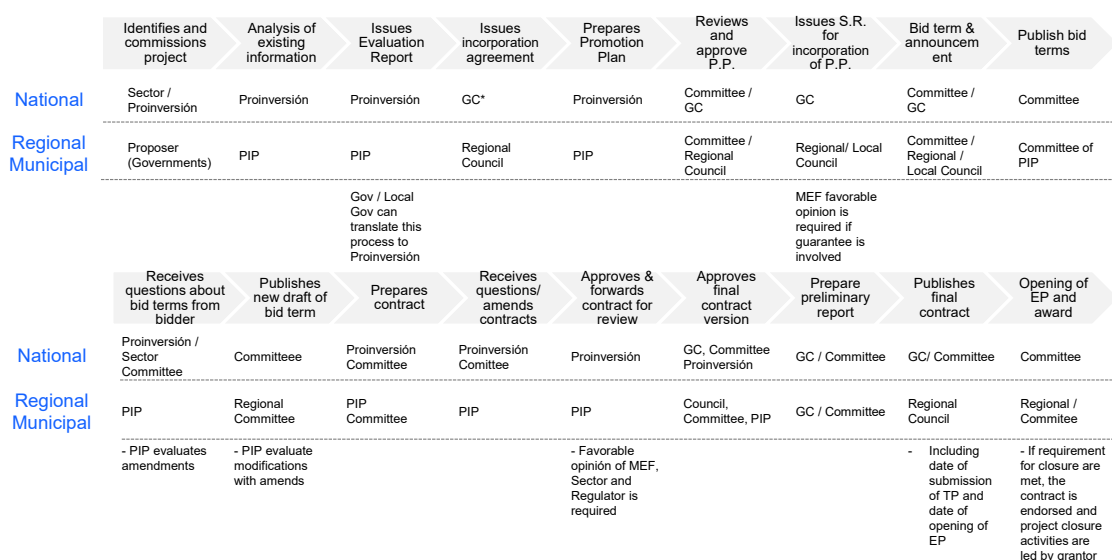 Identifies and
commissions
project
Analysis of
existing
information
Issues
Evaluation
Report
Issues
incorporation
agreement
Prepares
Promotion
Plan
Reviews
and
approve
P.P.
Issues S.R.
for
incorporation
of P.P.
Bid term &
announcem
ent
Publish bid
terms
National
Sector /
Proinversión
Proinversión
Proinversión
GC*
Proinversión
Committee /
GC
GC
Committee /
GC
Committee
Regional
Municipal
Proposer
(Governments)
PIP
PIP
Regional
Council
PIP
Committee /
Regional
Council
Regional/ Local
Council
Committee /
Regional /
Local Council
Committee of
PIP
Gov / Local
Gov can
translate this
process to
Proinversión
MEF favorable
opinion is
required if
guarantee is
involved
Receives
questions about
bid terms from
bidder
Publishes
new draft of
bid term
Prepares
contract
Receives
questions/
amends
contracts
Approves &
forwards
contract for
review
Approves
final
contract
version
Prepare
preliminary
report
Publishes
final
contract
Opening of
EP and
award
National
Proinversión /
Sector
Committee
Committeee
Proinversión
Committee
Proinversión
Comittee
Proinversión
GC, Committee
Proinversión
GC / Committee
GC/ Committee
Committee
Regional
Municipal
PIP
Regional
Committee
PIP
Committee
PIP
PIP
Council,
Committee, PIP
GC / Committee
Regional
Council
Regional /
Commitee
- PIP evaluates
amendments
- PIP evaluate
modifications
with amends
- Favorable
opinión of MEF,
Sector and
Regulator is
required
- Including
date of
submission
of TP and
date of
opening of
EP
- If requirement
for closure are
met, the
contract is
endorsed and
project closure
activities are
led by grantor